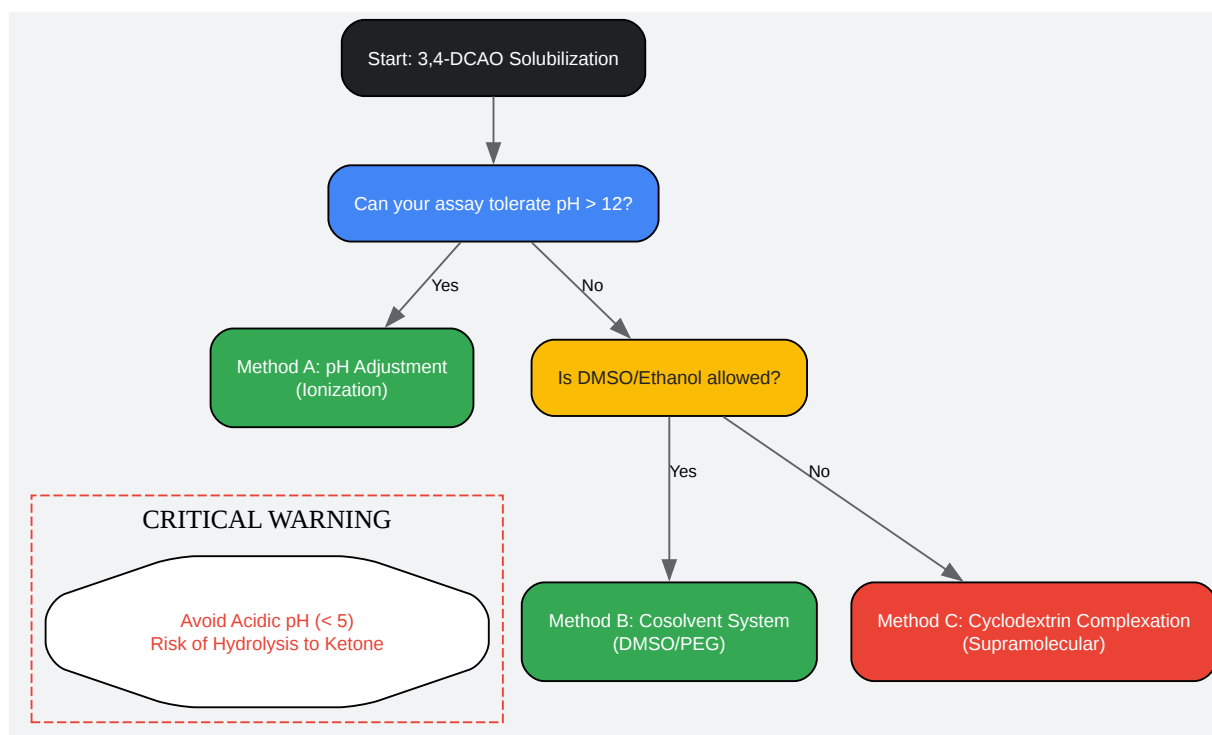 Start: 3,4-DCAO Solubilization
Can your assay tolerate pH > 12?
Yes
No
Method A: pH Adjustment
(Ionization)
Is DMSO/Ethanol allowed?
Yes
No
CRITICAL WARNING
Avoid Acidic pH (< 5)
Risk of Hydrolysis to Ketone
Method B: Cosolvent System
(DMSO/PEG)
Method C: Cyclodextrin Complexation
(Supramolecular)